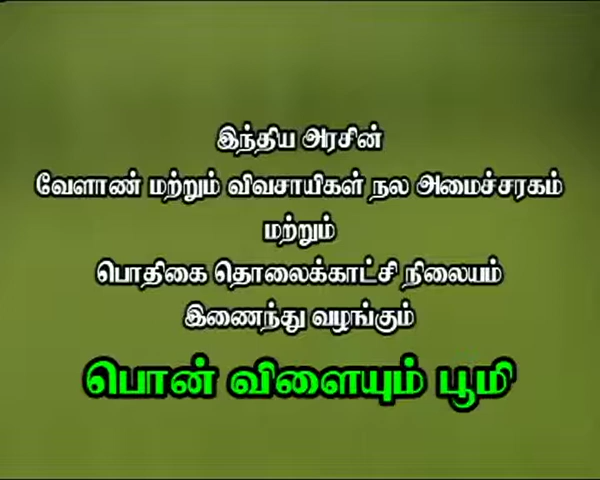 இந்திய அரசின்
வேளாண் மற்றும் விவசாயிகள் நல அமைச்சரகம்
மற்றும்
பொதிகை தொலைக்காட்சி நிலையம்
இணைந்து வழங்கும்
பொன் விளையும் பூமி